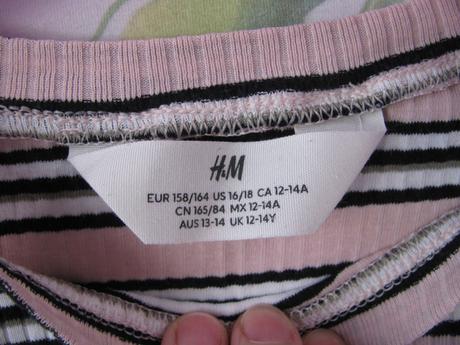 H&M
EUR 158/164 US 16/18 CA 12-14A
CN 165/84 MX 12-14A
AUS 13-14 UK 12-14Y